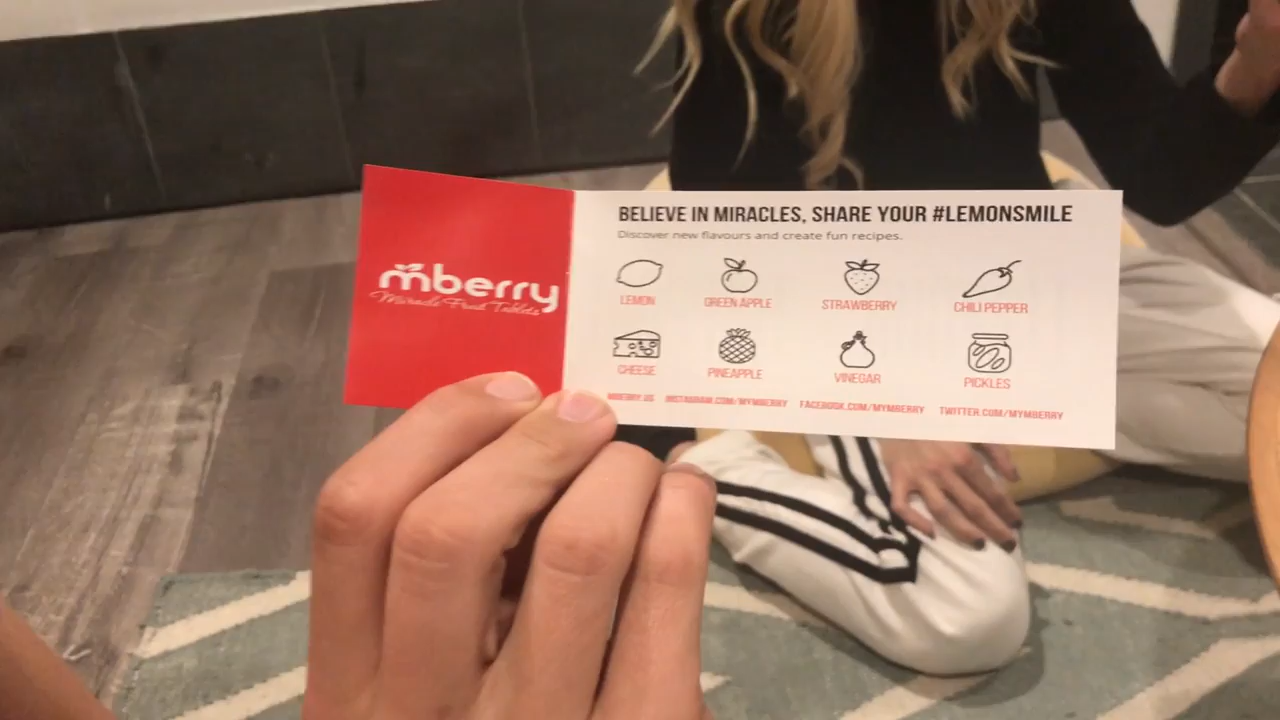 mberry
Miracle Fruit Tablets
BELIEVE IN MIRACLES, SHARE YOUR #LEMONSMILE
Discover new flavours and create fun recipes.
LEMON GREEN APPLE STRAWBERRY CHILI PEPPER
CHEESE PINEAPPLE VINEGAR PICKLES
MBERRY.US INSTAGRAM.COM/MYMBERRY FACEBOOK.COM/MYMBERRY TWITTER.COM/MYMBERRY